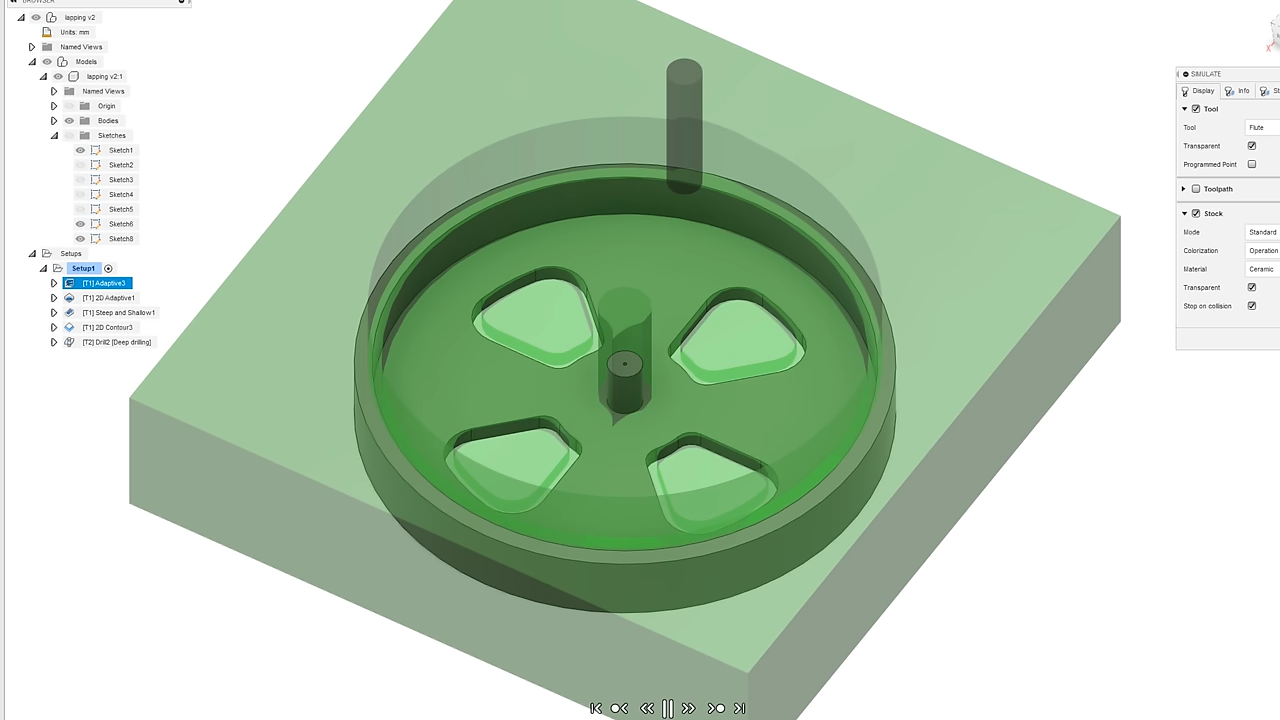 BROWSER
lapping v2
Units: mm
Named Views
Models
lapping v2:1
Named Views
Origin
Bodies
Sketches
Sketch1
Sketch2
Sketch3
Sketch4
Sketch5
Sketch6
Sketch8
Setups
Setup1
[T1] Adaptive3
[T1] 2D Adaptive1
[T1] Steep and Shallow1
[T1] 2D Contour3
[T2] Drill2 [Deep drilling]
X
SIMULATE
Display Info St
Tool
Tool Flute
Transparent
Programmed Point
Toolpath
Stock
Mode Standard
Colorization Operation
Material Ceramic
Transparent
Stop on collision